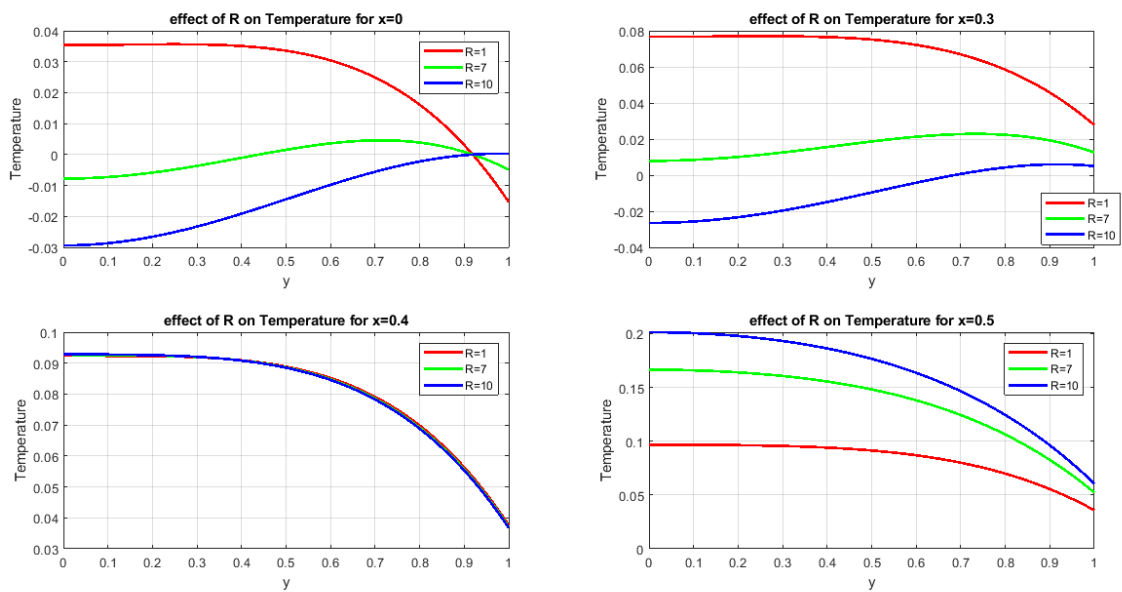 effect of R on Temperature for x=0
0.04
0.03
0.02
0.01
0
-0.01
-0.02
-0.03
Temperature
R=1
R=7
R=10
0 0.1 0.2 0.3 0.4 0.5 0.6 0.7 0.8 0.9 1
y
effect of R on Temperature for x=0.3
0.08
0.06
0.04
0.02
0
-0.02
-0.04
Temperature
R=1
R=7
R=10
0 0.1 0.2 0.3 0.4 0.5 0.6 0.7 0.8 0.9 1
y
effect of R on Temperature for x=0.4
0.1
0.09
0.08
0.07
0.06
0.05
0.04
0.03
Temperature
R=1
R=7
R=10
0 0.1 0.2 0.3 0.4 0.5 0.6 0.7 0.8 0.9 1
y
effect of R on Temperature for x=0.5
0.2
0.15
0.1
0.05
0
Temperature
R=1
R=7
R=10
0 0.1 0.2 0.3 0.4 0.5 0.6 0.7 0.8 0.9 1
y